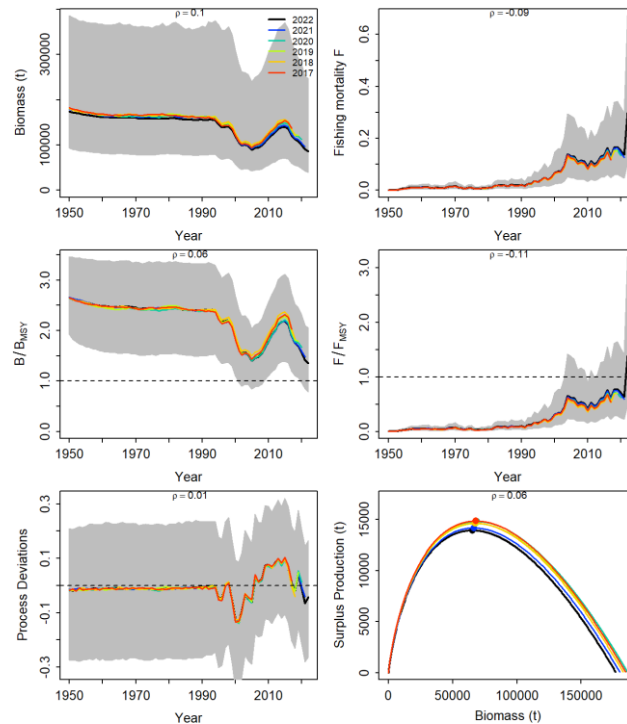 ρ = 0.1
Biomass (t)
0
100000
300000
1950
1970
1990
2010
Year
2022
2021
2020
2019
2018
2017
ρ = -0.09
Fishing mortality F
0.0
0.2
0.4
0.6
1950
1970
1990
2010
Year
ρ = 0.06
B/BMSY
0.0
1.0
2.0
3.0
1950
1970
1990
2010
Year
ρ = -0.11
F/FMSY
0.0
1.0
2.0
3.0
1950
1970
1990
2010
Year
ρ = 0.01
Process Deviations
-0.3
-0.1
0.1
0.3
1950
1970
1990
2010
Year
ρ = 0.06
Surplus Production (t)
0
5000
10000
15000
0
50000
100000
150000
Biomass (t)